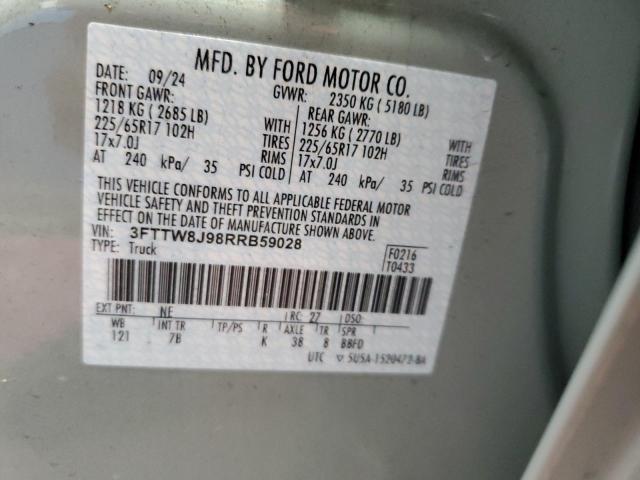 MFD. BY FORD MOTOR CO.
DATE: 09/24 GVWR: 2350 KG ( 5180 LB)
FRONT GAWR: REAR GAWR:
1218 KG ( 2685 LB) 1256 KG ( 2770 LB)
225/65R17 102H WITH TIRES 225/65R17 102H WITH TIRES
17x7.0J RIMS 17x7.0J RIMS
AT 240 kPa/ 35 PSI COLD AT 240 kPa/ 35 PSI COLD
THIS VEHICLE CONFORMS TO ALL APPLICABLE FEDERAL MOTOR
VEHICLE SAFETY AND THEFT PREVENTION STANDARDS IN
EFFECT ON THE DATE OF MANUFACTURE SHOWN ABOVE.
VIN: 3FTTW8J98RRB59028
TYPE: Truck
F0216
T0433
EXT PNT: NE RC: 27 DSO:
WB INT TR TP/PS R AXLE TR SPR
121 7B K 38 8 BBFD
UTC ▽ 5U5A-1520472-BA